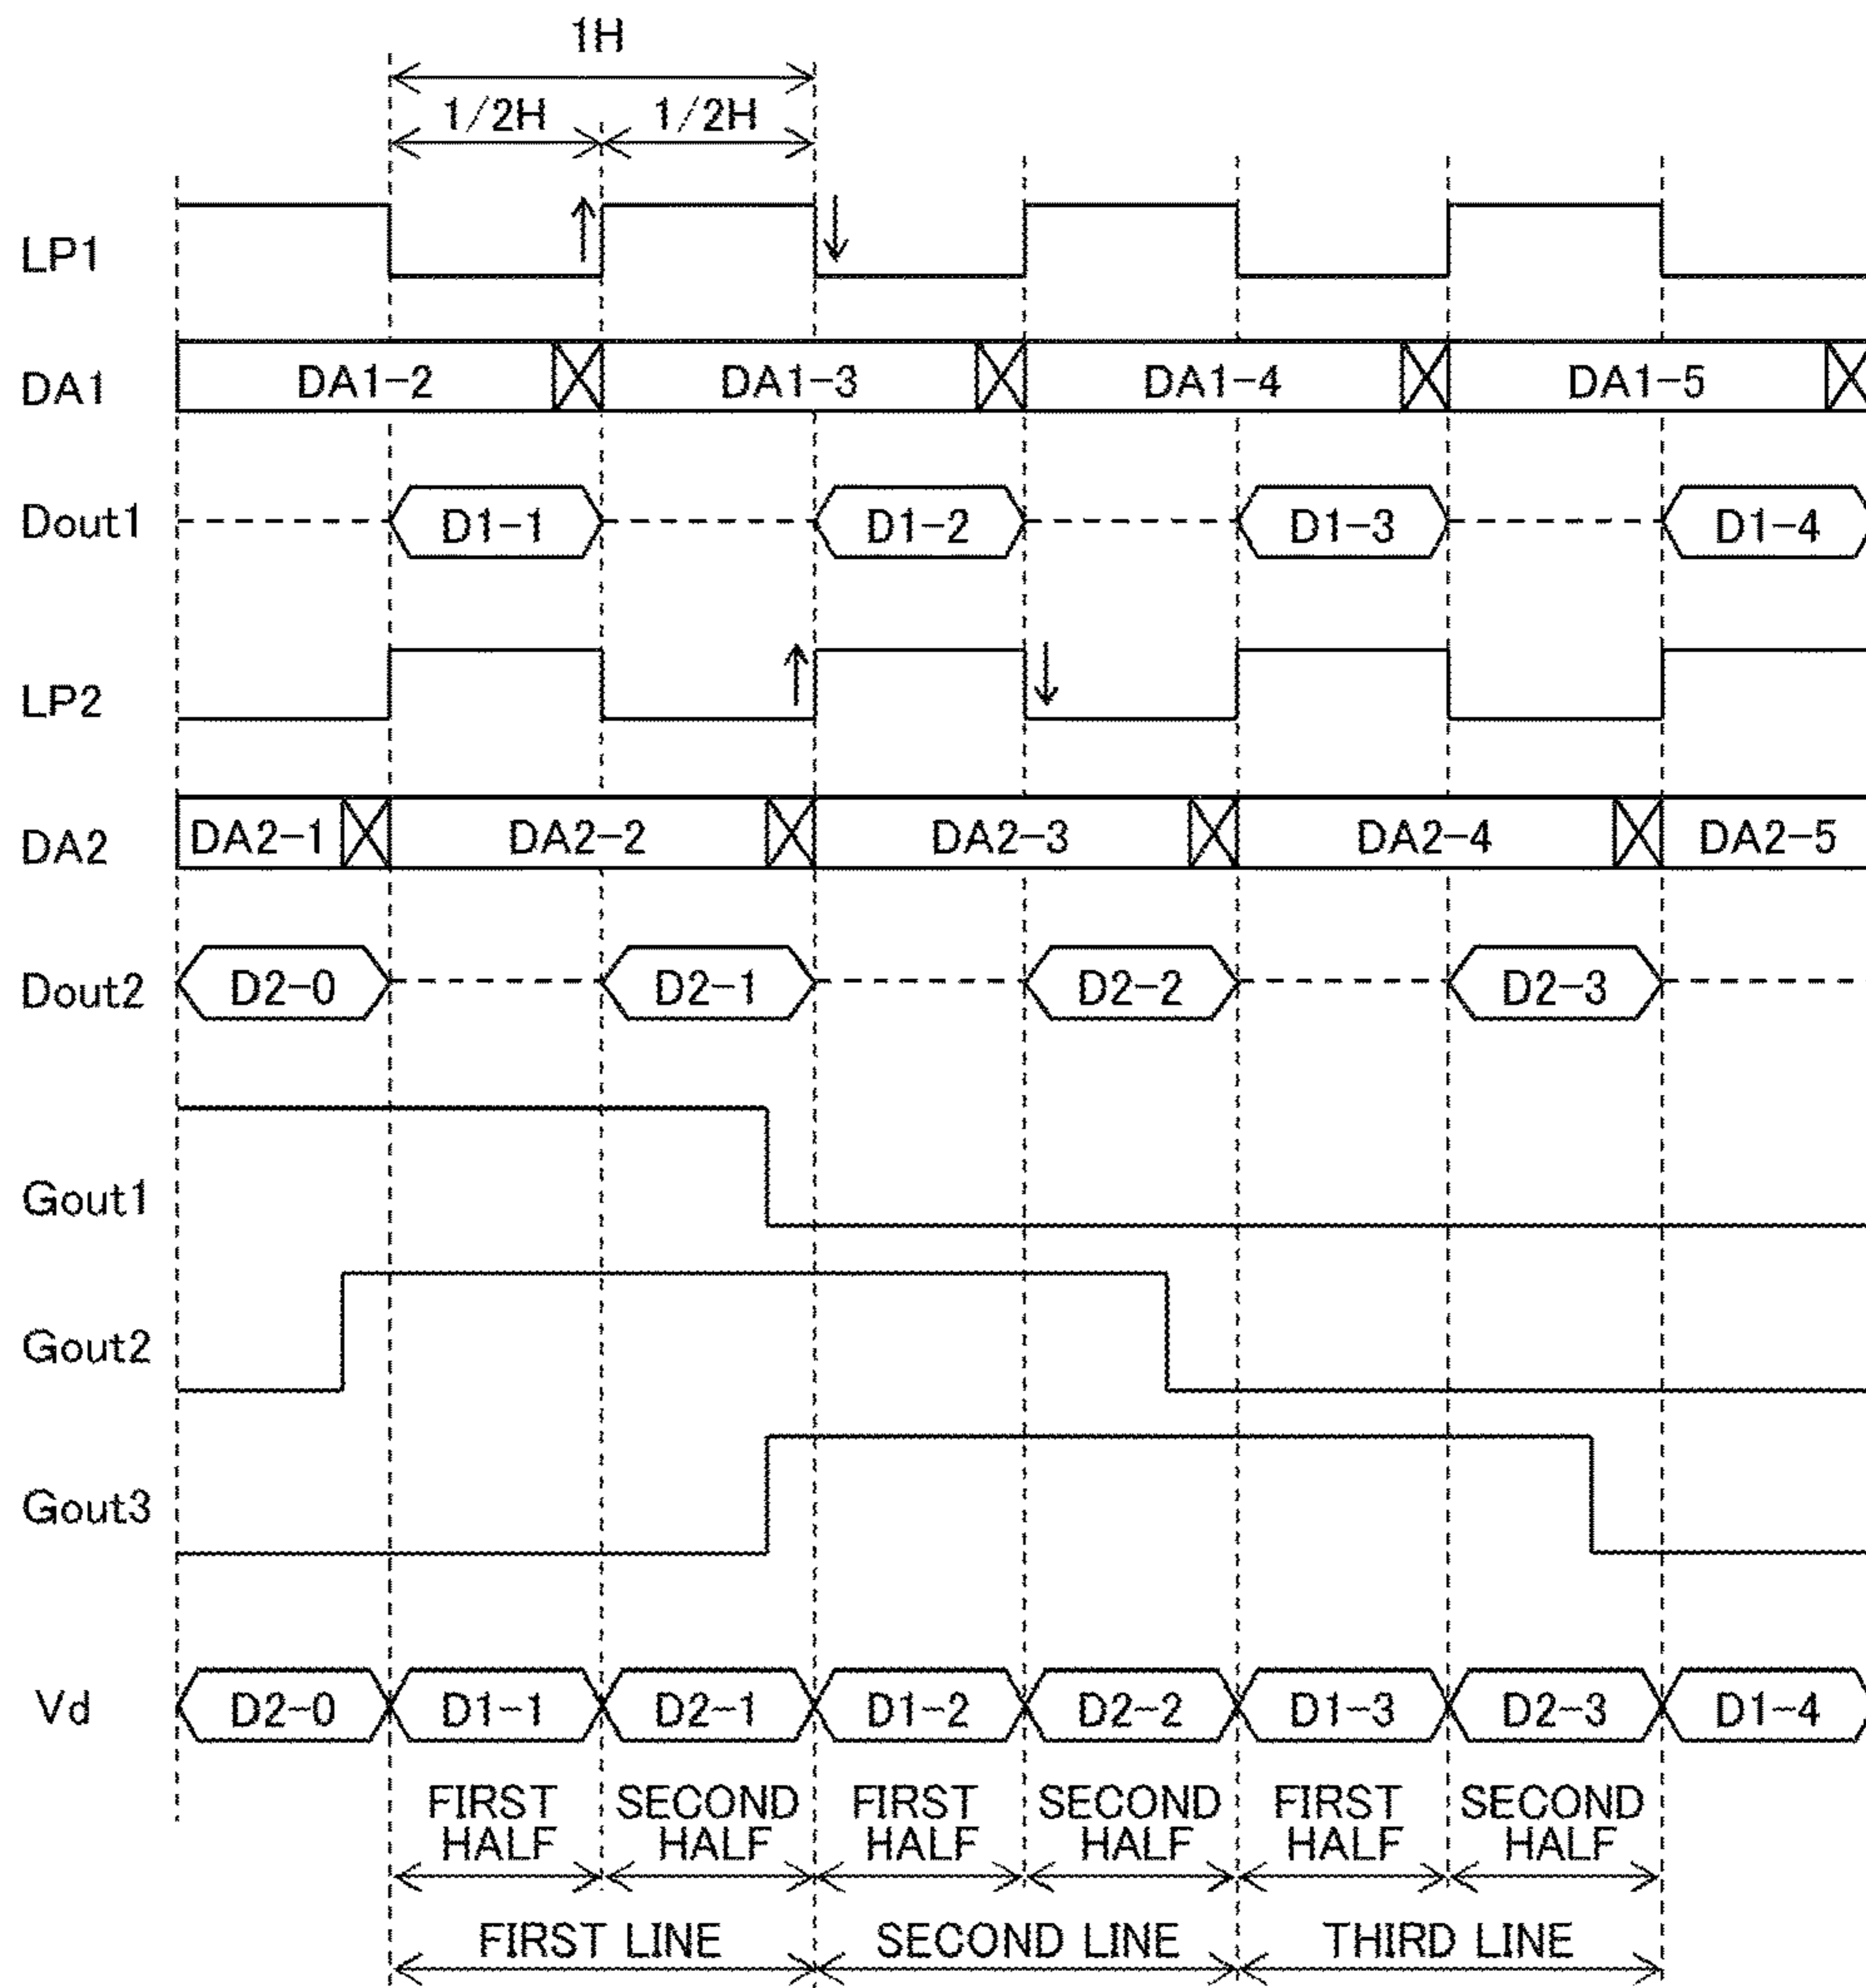 1H
1/2H 1/2H
LP1
DA1 DA1-2 DA1-3 DA1-4 DA1-5
Dout1 D1-1 D1-2 D1-3 D1-4
LP2
DA2 DA2-1 DA2-2 DA2-3 DA2-4 DA2-5
Dout2 D2-0 D2-1 D2-2 D2-3
Gout1
Gout2
Gout3
Vd D2-0 D1-1 D2-1 D1-2 D2-2 D1-3 D2-3 D1-4
FIRST SECOND FIRST SECOND FIRST SECOND
HALF HALF HALF HALF HALF HALF
FIRST LINE SECOND LINE THIRD LINE